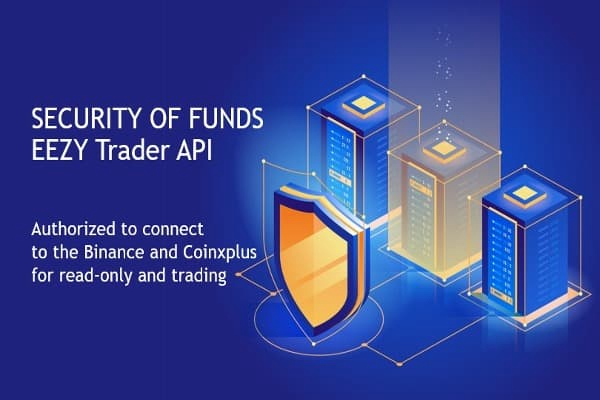 SECURITY OF FUNDS
EEZY Trader API
Authorized to connect
to the Binance and Coinxplus
for read-only and trading